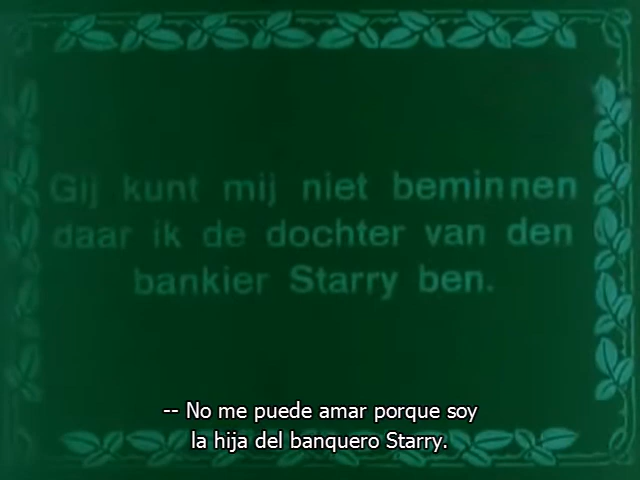 Gij kunt mij niet beminnen
daar ik de dochter van den
bankier Starry ben.
-- No me puede amar porque soy
la hija del banquero Starry.